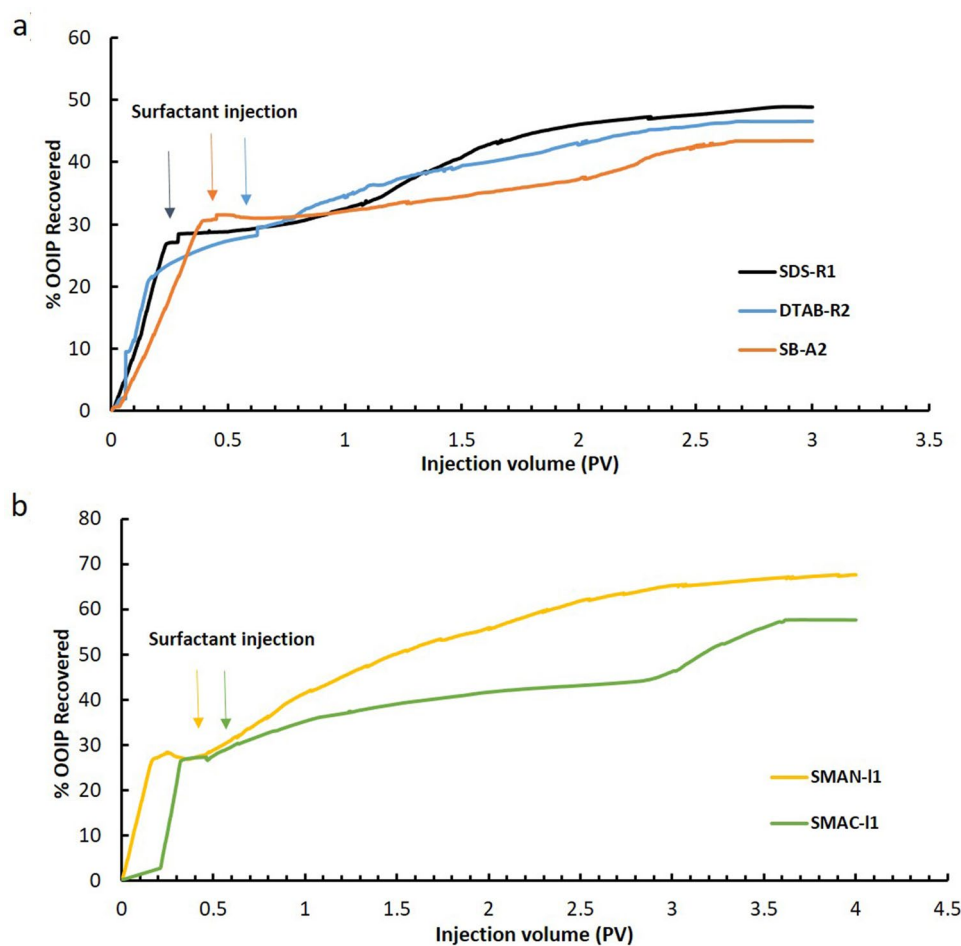 a
60
50
40
30
20
10
0
% OOIP Recovered
Surfactant injection
SDS-R1
DTAB-R2
SB-A2
0 0.5 1 1.5 2 2.5 3 3.5
Injection volume (PV)
b
80
70
60
50
40
30
20
10
0
% OOIP Recovered
Surfactant injection
SMAN-I1
SMAC-I1
0 0.5 1 1.5 2 2.5 3 3.5 4 4.5
Injection volume (PV)